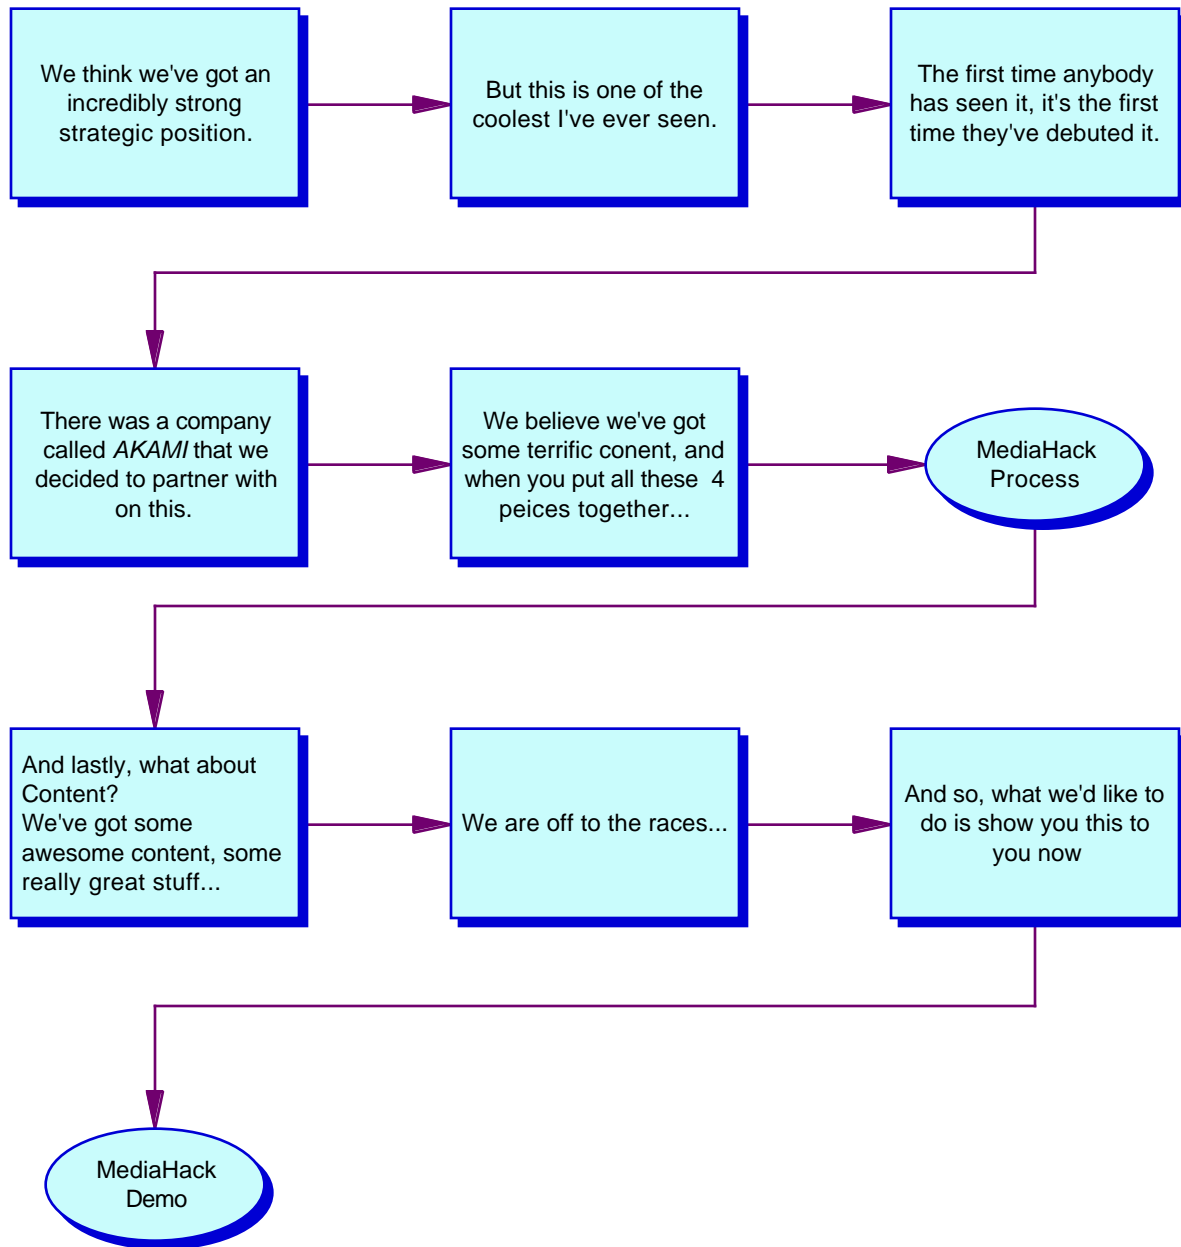 We think we've got an
incredibly strong
strategic position.
But this is one of the
coolest I've ever seen.
The first time anybody
has seen it, it's the first
time they've debuted it.
There was a company
called AKAMI that we
decided to partner with
on this.
We believe we've got
some terrific conent, and
when you put all these  4
peices together...
MediaHack
Process
And lastly, what about
Content?
We've got some
awesome content, some
really great stuff...
We are off to the races...
And so, what we'd like to
do is show you this to
you now
MediaHack
Demo